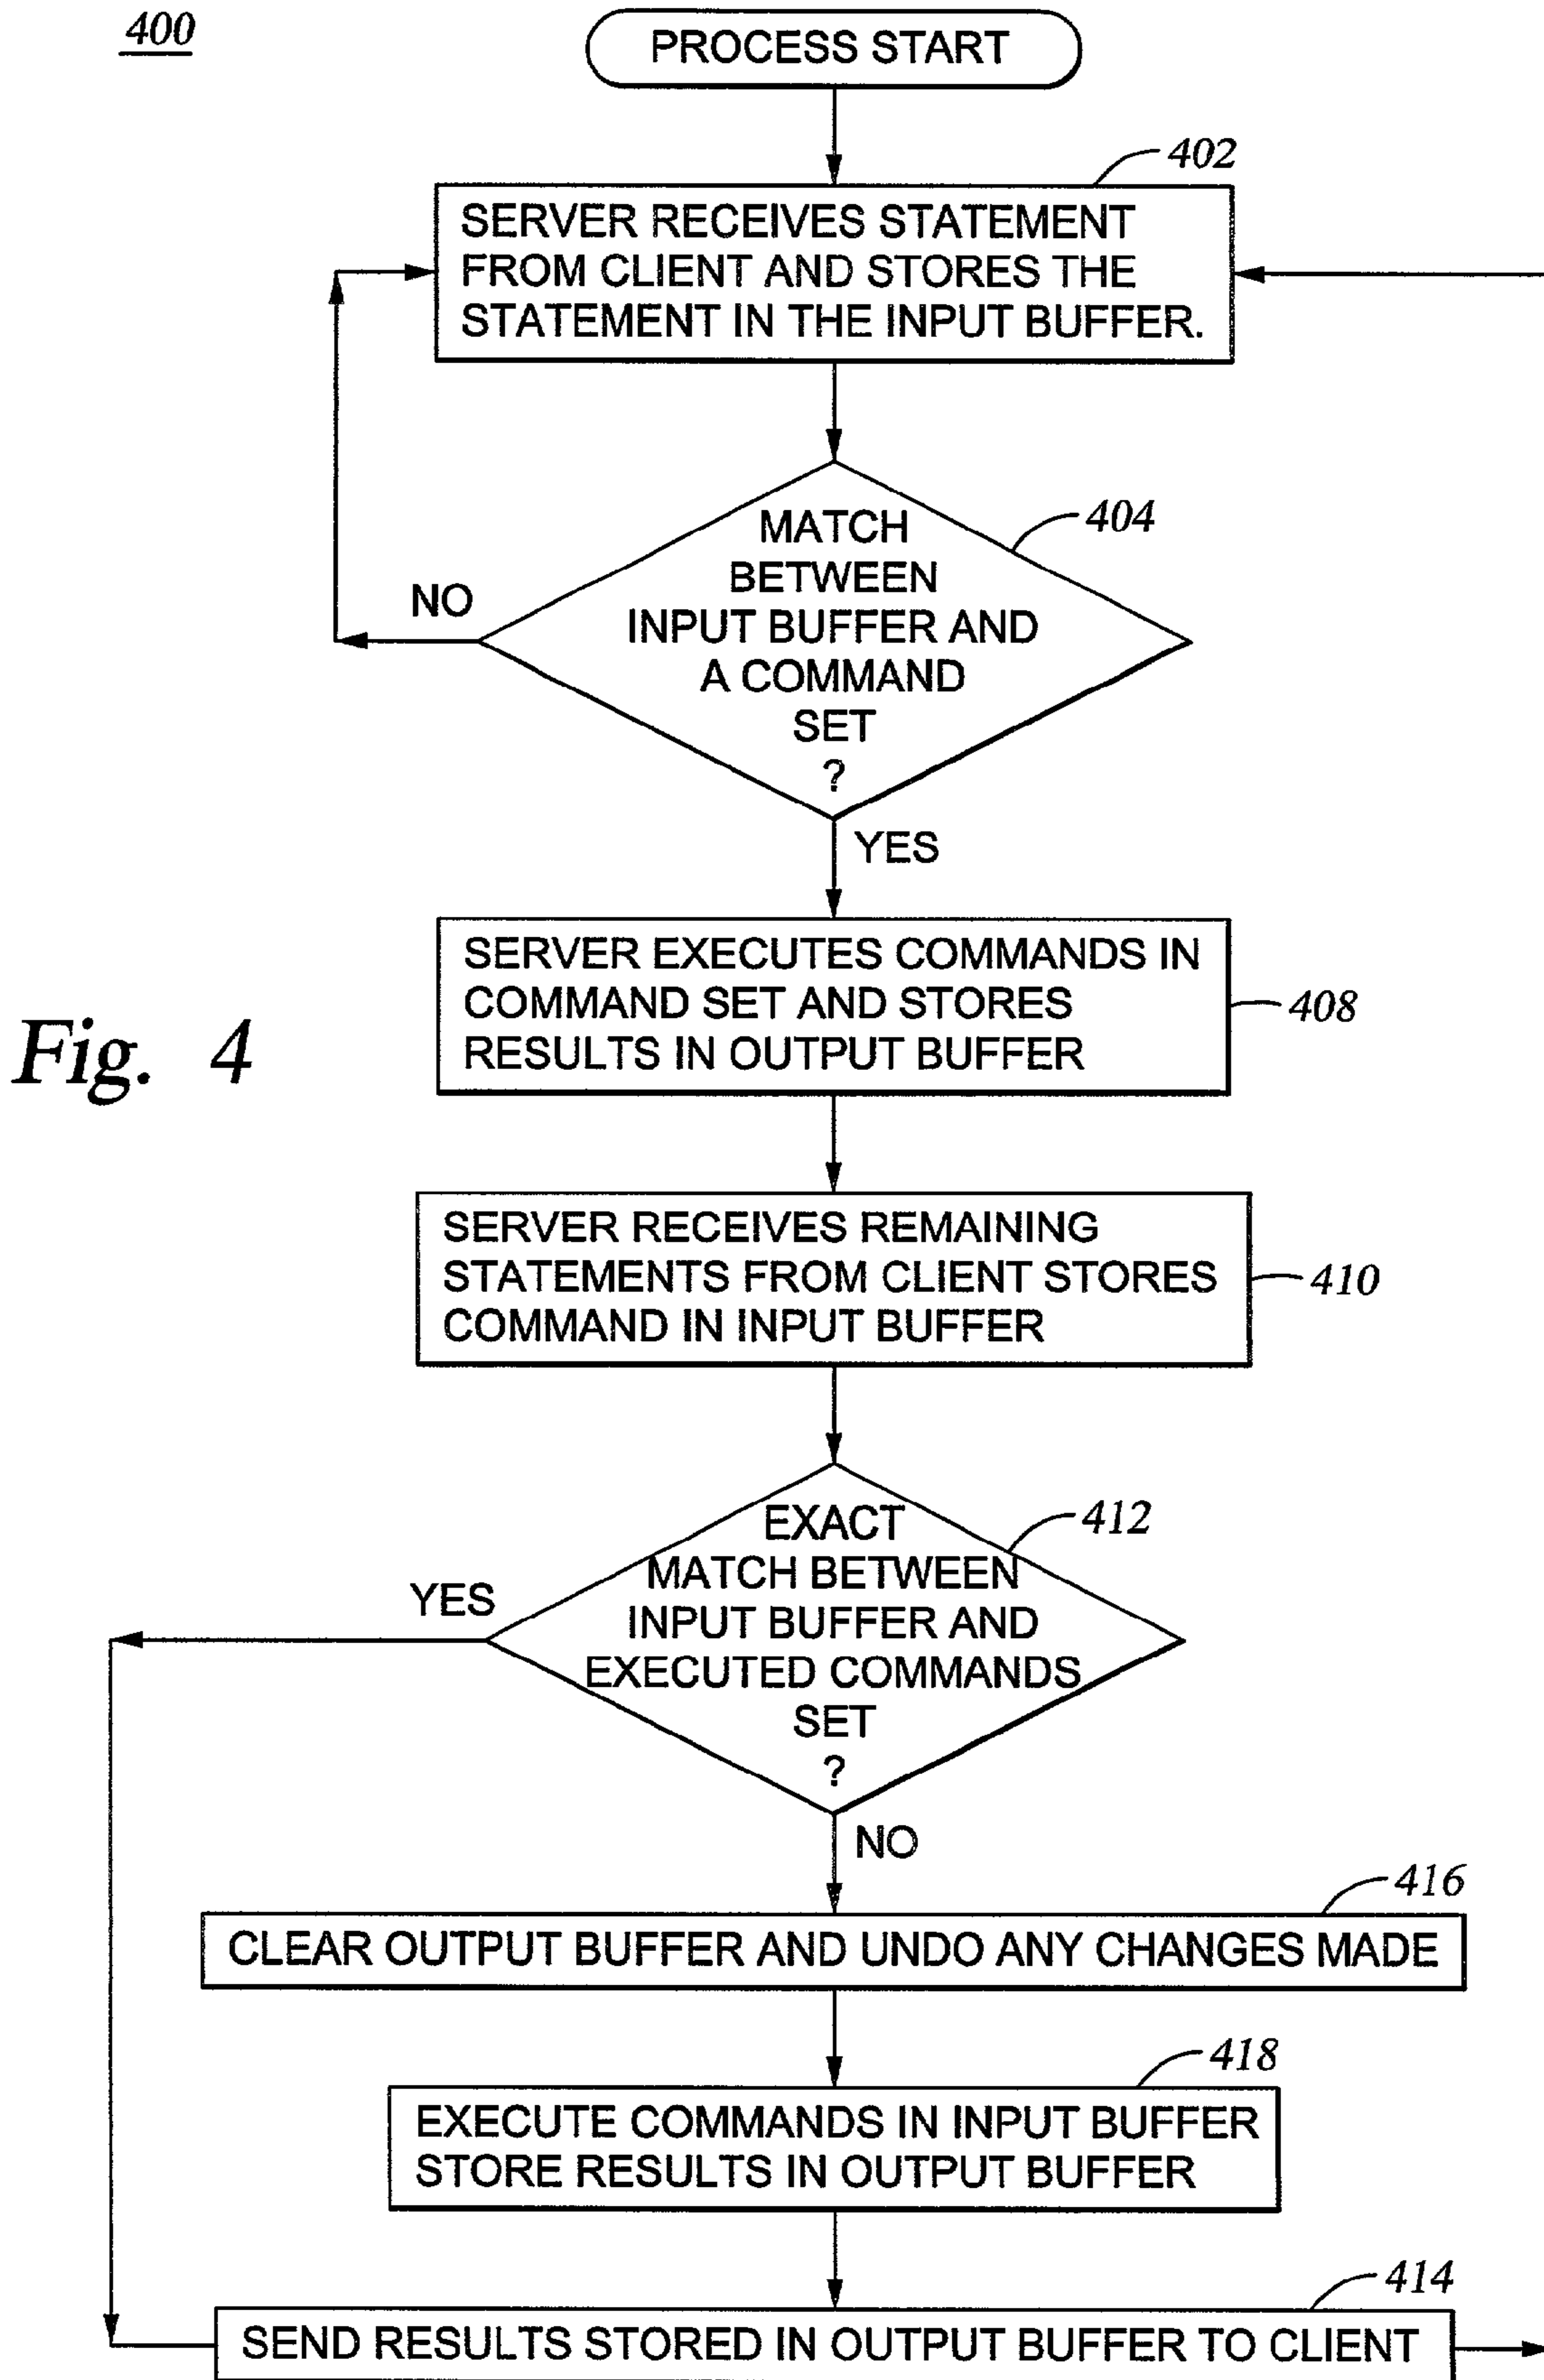 400
PROCESS START
402
SERVER RECEIVES STATEMENT
FROM CLIENT AND STORES THE
STATEMENT IN THE INPUT BUFFER.
404
MATCH
BETWEEN
INPUT BUFFER AND
A COMMAND
SET
?
NO
YES
SERVER EXECUTES COMMANDS IN
COMMAND SET AND STORES
RESULTS IN OUTPUT BUFFER
408
Fig. 4
SERVER RECEIVES REMAINING
STATEMENTS FROM CLIENT STORES
COMMAND IN INPUT BUFFER
410
412
EXACT
MATCH BETWEEN
INPUT BUFFER AND
EXECUTED COMMANDS
SET
?
YES
NO
416
CLEAR OUTPUT BUFFER AND UNDO ANY CHANGES MADE
418
EXECUTE COMMANDS IN INPUT BUFFER
STORE RESULTS IN OUTPUT BUFFER
414
SEND RESULTS STORED IN OUTPUT BUFFER TO CLIENT